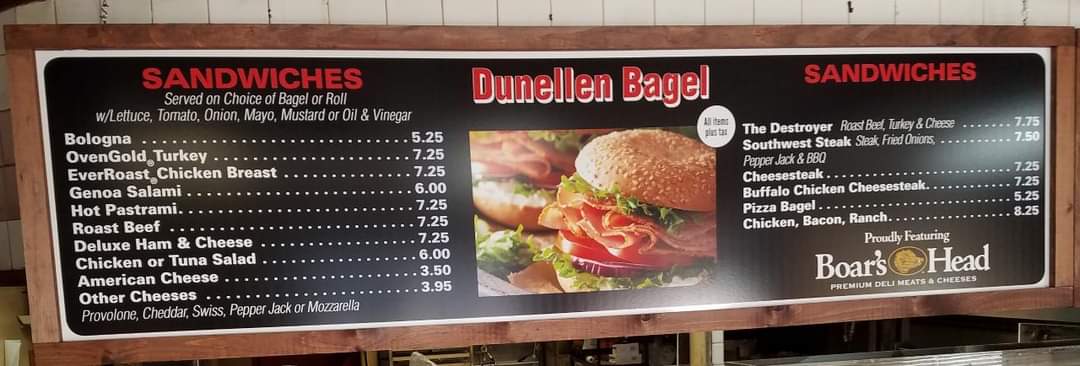 SANDWICHES
Served on Choice of Bagel or Roll
w/Lettuce, Tomato, Onion, Mayo, Mustard or Oil & Vinegar
Bologna 5.25
OvenGold® Turkey 7.25
EverRoast® Chicken Breast 7.25
Genoa Salami 6.00
Hot Pastrami 7.25
Roast Beef 7.25
Deluxe Ham & Cheese 7.25
Chicken or Tuna Salad 6.00
American Cheese 3.50
Other Cheeses 3.95
Provolone, Cheddar, Swiss, Pepper Jack or Mozzarella
Dunellen Bagel
All items
plus tax
SANDWICHES
The Destroyer Roast Beef, Turkey & Cheese 7.75
Southwest Steak Steak, Fried Onions, 7.50
Pepper Jack & BBQ
Cheesesteak 7.25
Buffalo Chicken Cheesesteak 7.25
Pizza Bagel 5.25
Chicken, Bacon, Ranch 8.25
Proudly Featuring
Boar's Head
PREMIUM DELI MEATS & CHEESES